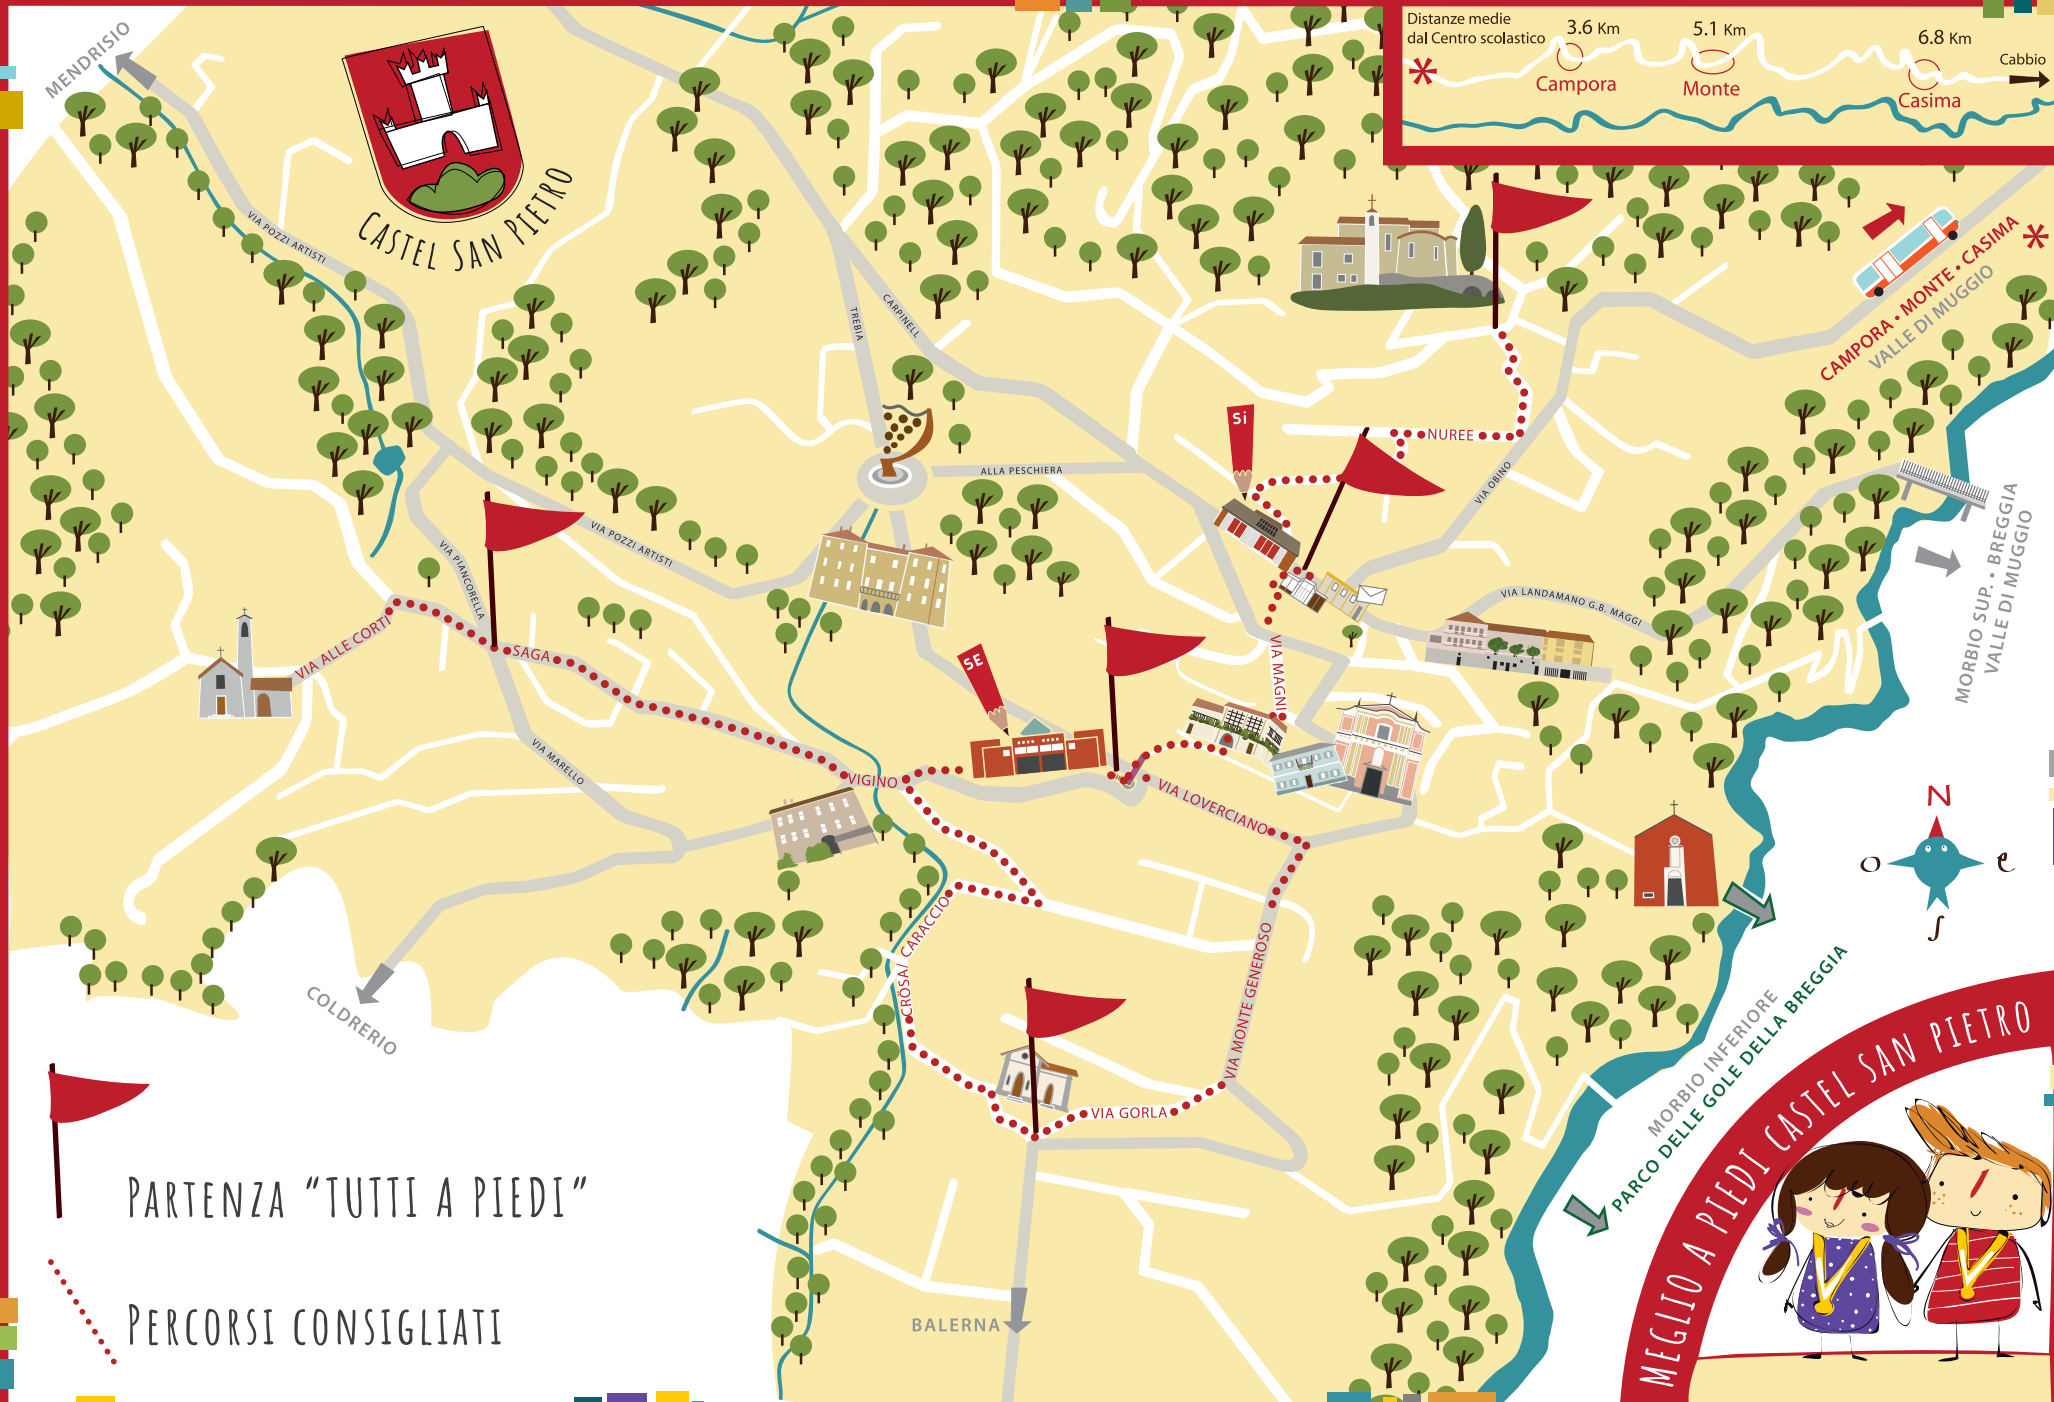 MENDRISIO
CASTEL SAN PIETRO
Distanze medie
dal Centro scolastico
3.6 Km
5.1 Km
6.8 Km
Cabbio
*
Campora
Monte
Casima
VIA POZZI ARTISTI
TREBIA
CARPINELL
CAMPORA • MONTE • CASIMA *
VALLE DI MUGGIO
Si
NUREE
ALLA PESCHIERA
VIA OBINO
VIA POZZI ARTISTI
VIA PIANCORELLA
MORBIO SUP. • BREGGIA
VALLE DI MUGGIO
VIA LANDAMANO G.B. MAGGI
VIA ALLE CORTI
SAGA
SE
VIA MAGNI
VIA MARELLO
VIGINO
VIA LOVERCIANO
N
O
e
S
CRÖSA/ CARACCIO
VIA MONTE GENEROSO
COLDRERIO
VIA GORLA
MORBIO INFERIORE
PARCO DELLE GOLE DELLA BREGGIA
PARTENZA "TUTTI A PIEDI"
PERCORSI CONSIGLIATI
BALERNA
MEGLIO A PIEDI CASTEL SAN PIETRO